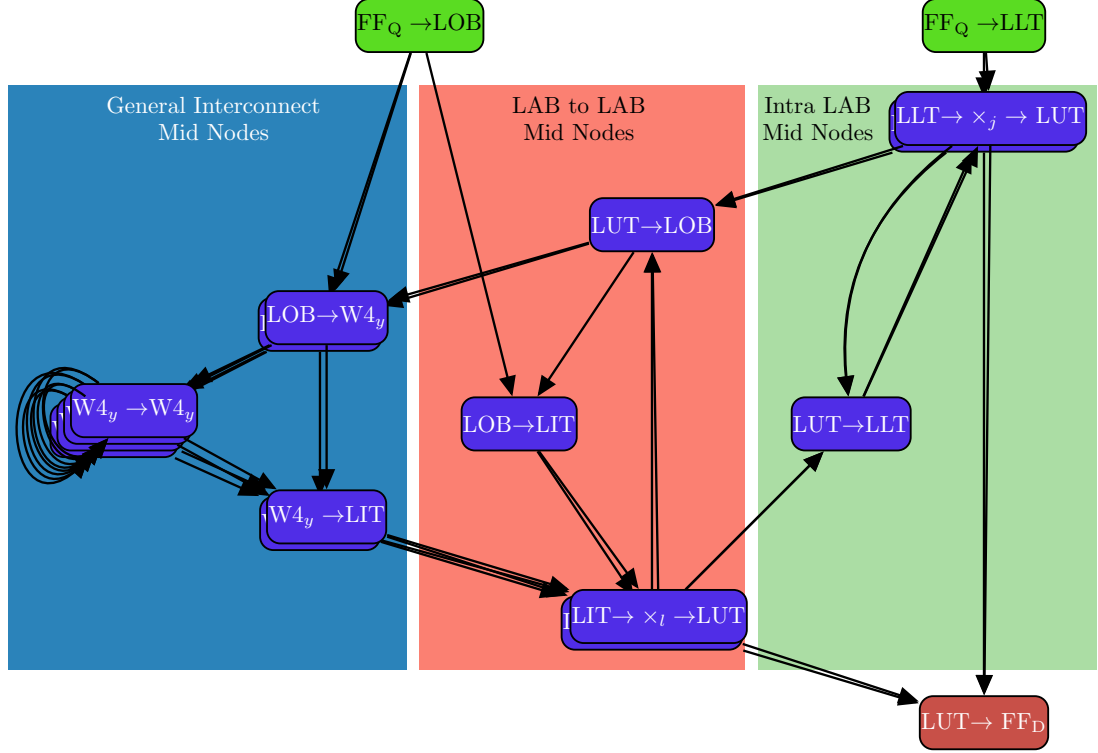 FF_Q →LOB
FF_Q →LLT
General Interconnect
Mid Nodes
LAB to LAB
Mid Nodes
Intra LAB
Mid Nodes
LLT→ ×_j → LUT
LUT→LOB
LOB→W4_y
W4_y →W4_y
LOB→LIT
LUT→LLT
W4_y →LIT
LIT→ ×_l →LUT
LUT→ FF_D